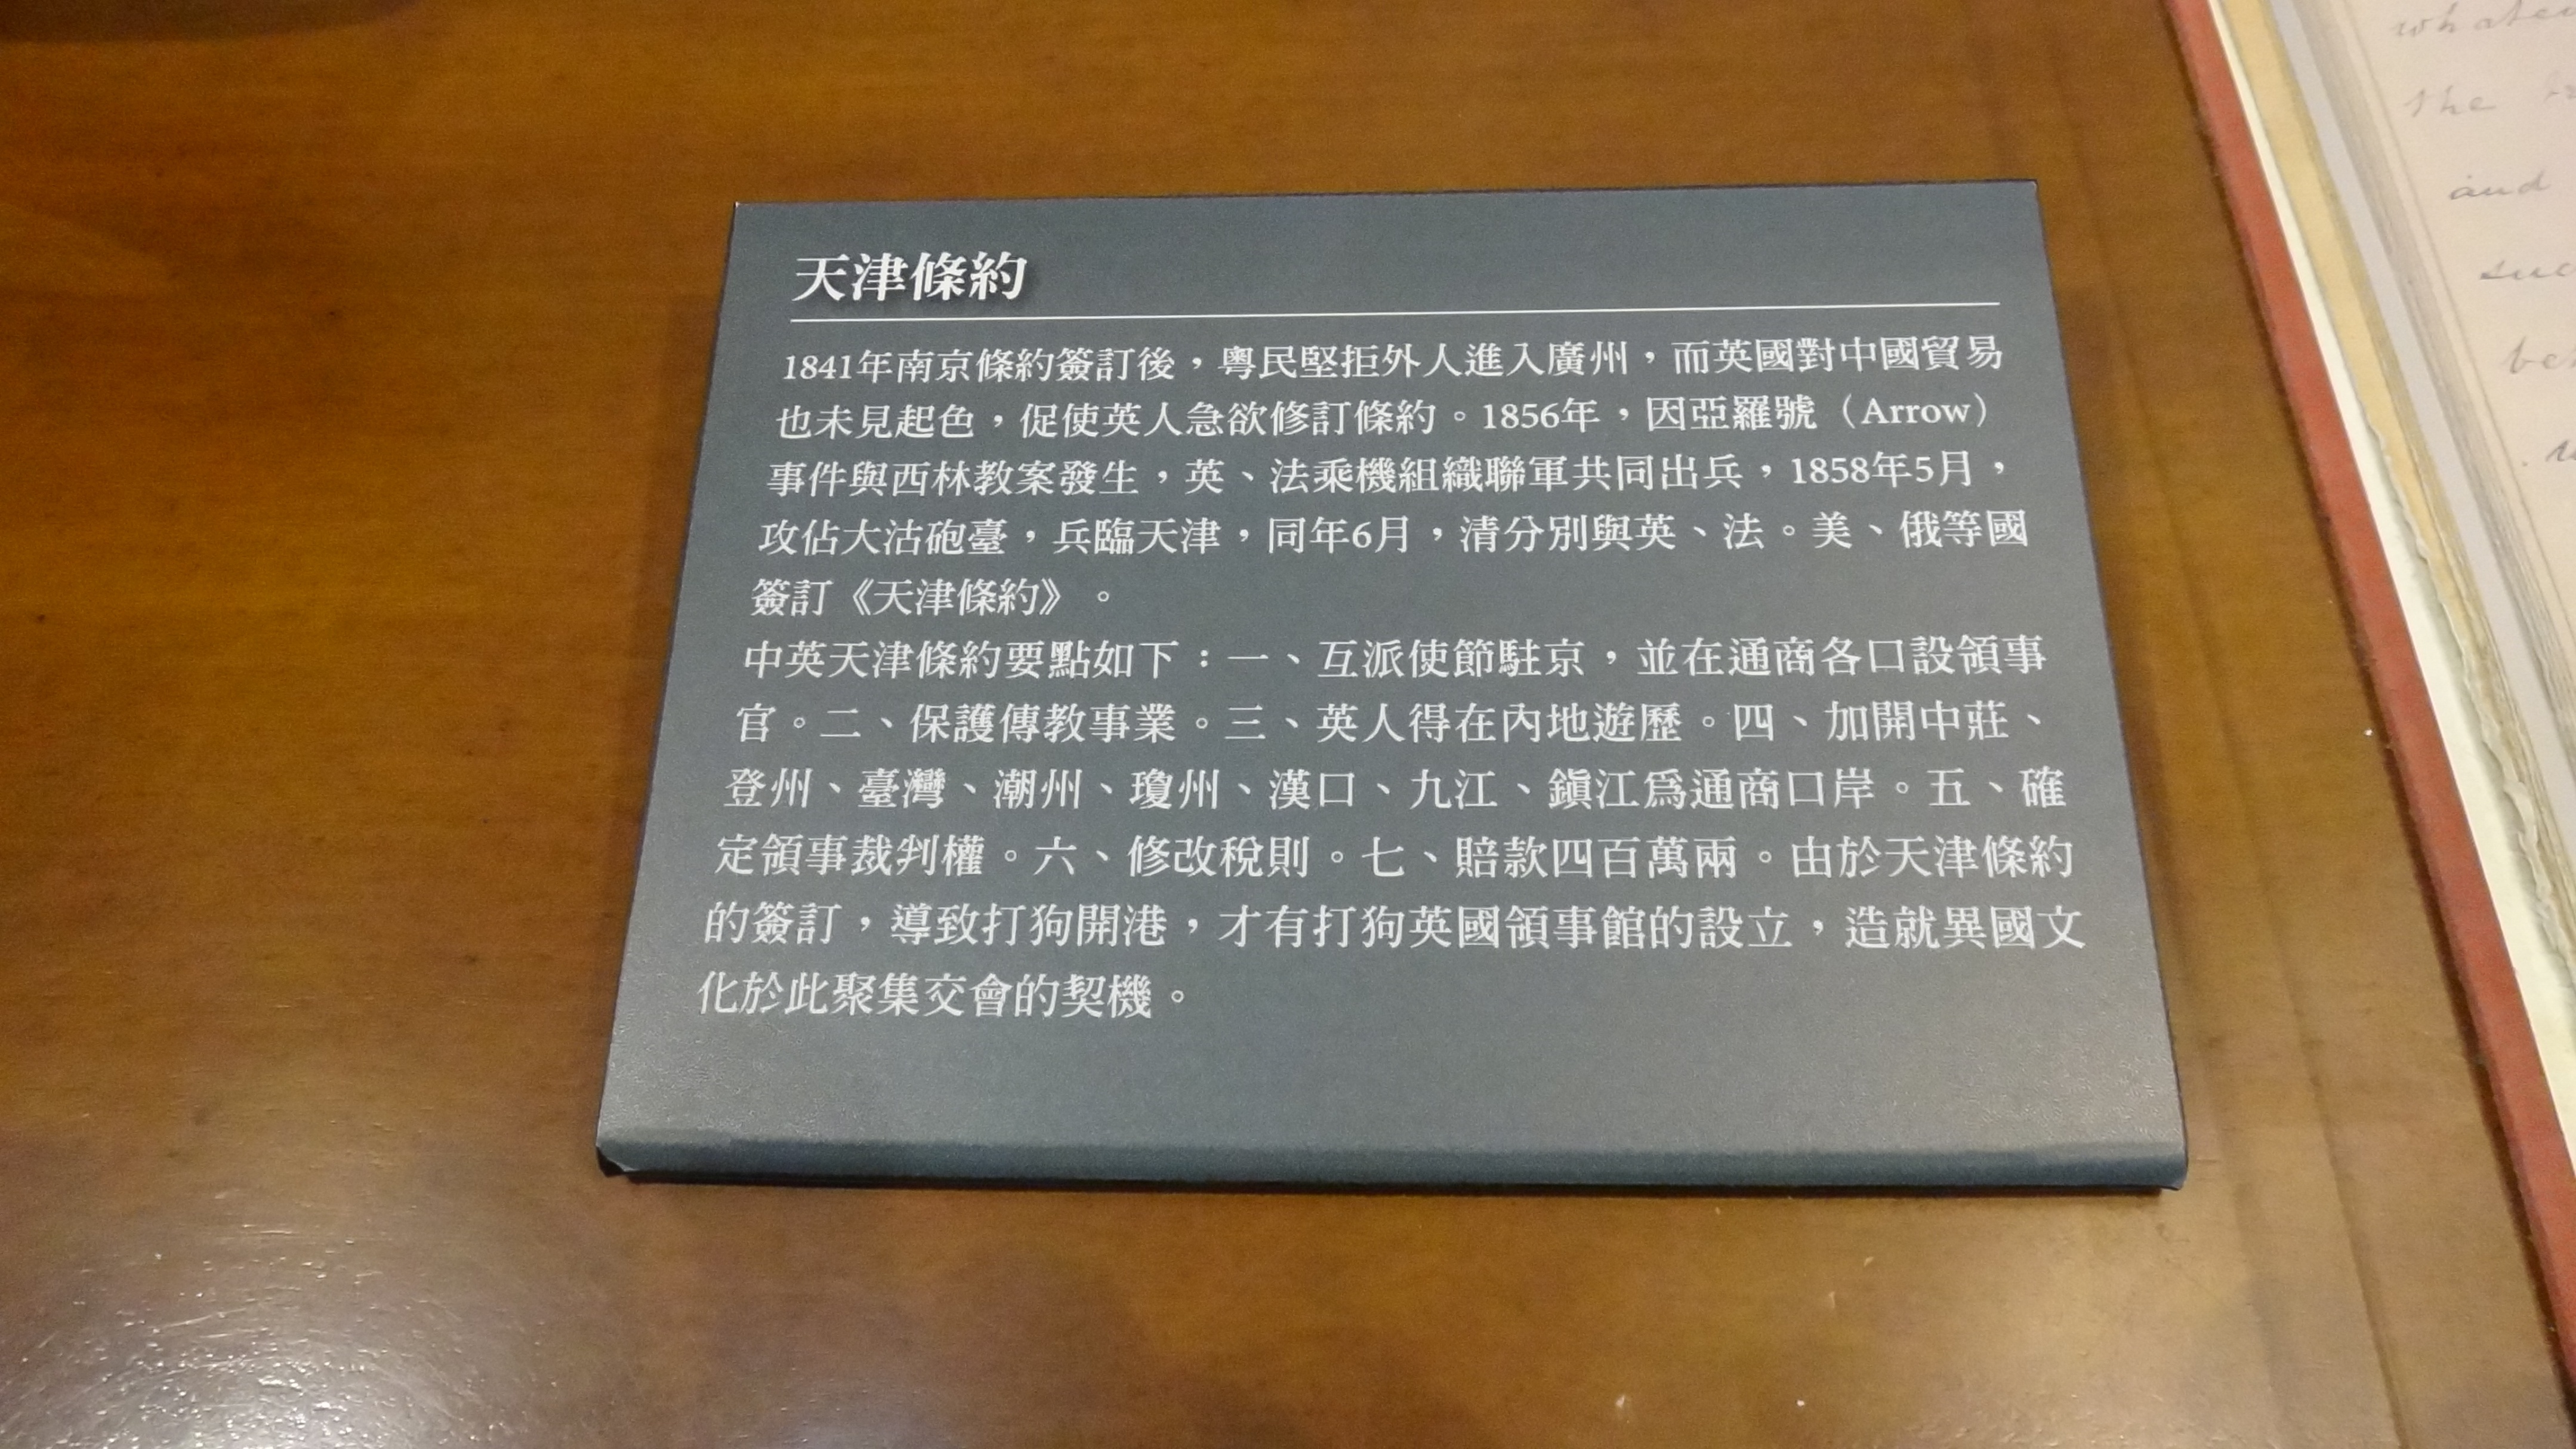 天津條約
1841年南京條約簽訂後，粵民堅拒外人進入廣州，而英國對中國貿易
也未見起色，促使英人急欲修訂條約。1856年，因亞羅號（Arrow）
事件與西林教案發生，英、法乘機組織聯軍共同出兵，1858年5月，
攻佔大沽砲臺，兵臨天津，同年6月，清分別與英、法。美、俄等國
簽訂《天津條約》。
中英天津條約要點如下：一、互派使節駐京，並在通商各口設領事
官。二、保護傳教事業。三、英人得在內地遊歷。四、加開中莊、
登州、臺灣、潮州、瓊州、漢口、九江、鎭江爲通商口岸。五、確
定領事裁判權。六、修改稅則。七、賠款四百萬兩。由於天津條約
的簽訂，導致打狗開港，才有打狗英國領事館的設立，造就異國文
化於此聚集交會的契機。
the
and